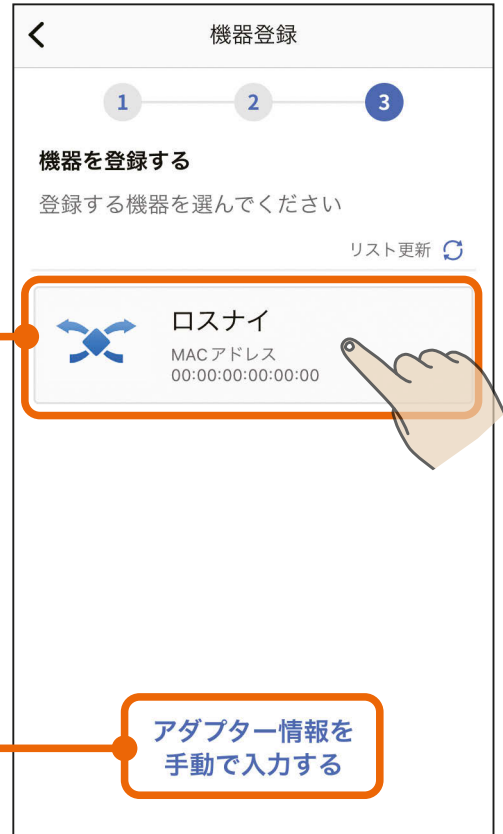 機器登録
1 2 3
機器を登録する
登録する機器を選んでください
リスト更新
ロスナイ
MACアドレス
00:00:00:00:00:00
アダプター情報を
手動で入力する